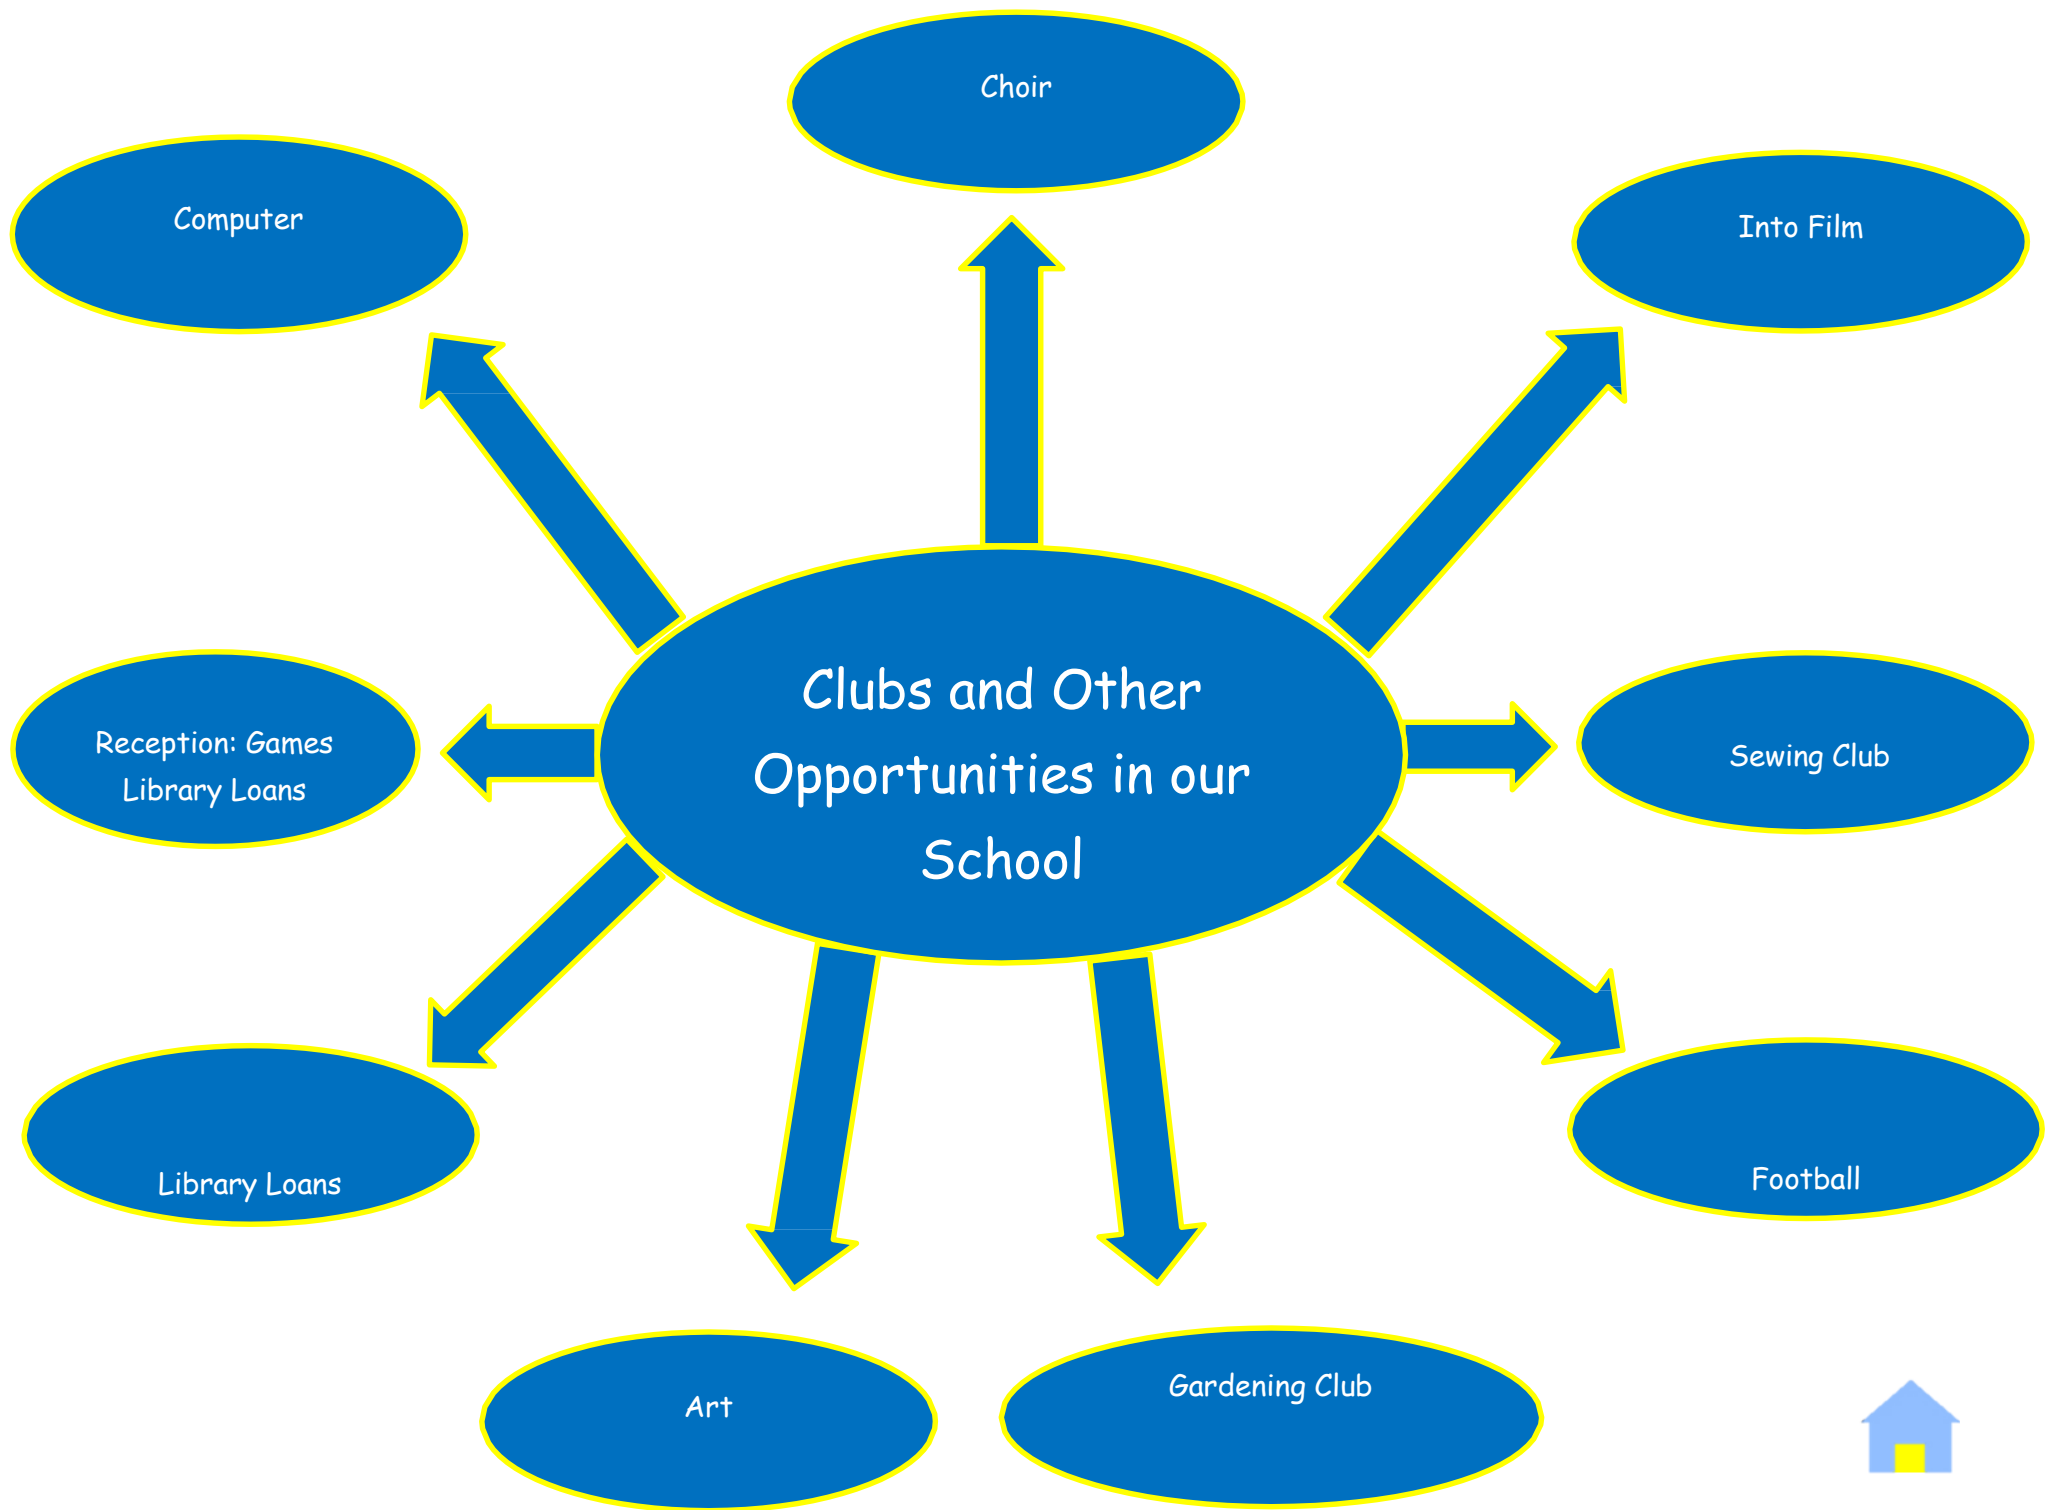 Choir
Computer
Into Film
Clubs and Other
Opportunities in our
School
Reception: Games
Library Loans
Sewing Club
Library Loans
Football
Art
Gardening Club